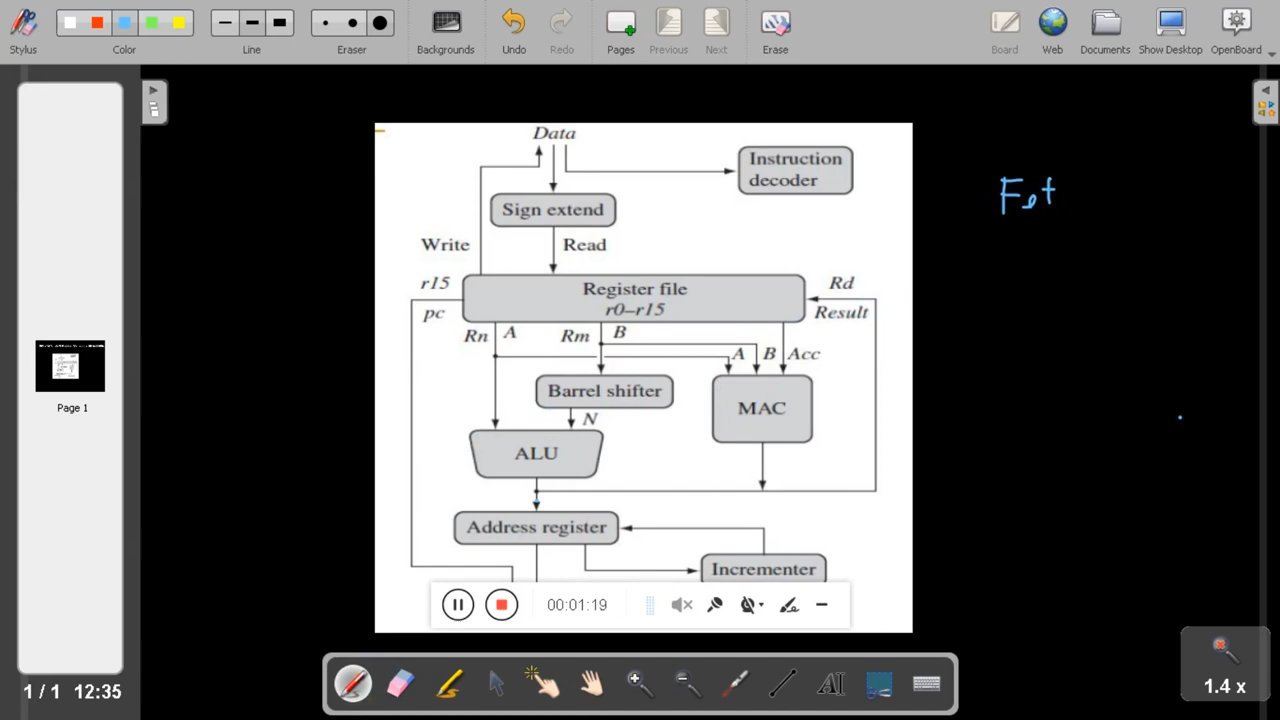 Stylus
Color
Line
Eraser
Backgrounds
Undo
Redo
Pages
Previous
Next
Erase
Board
Web
Documents
Show Desktop
OpenBoard
Data
Instruction
decoder
Sign extend
Write
Read
r15
pc
Register file
r0–r15
Rd
Result
Rn
A
Rm
B
A
B
Acc
Barrel shifter
N
MAC
ALU
Address register
Incrementer
Fet
Page 1
00:01:19
AI
1 / 1 12:35
1.4 x